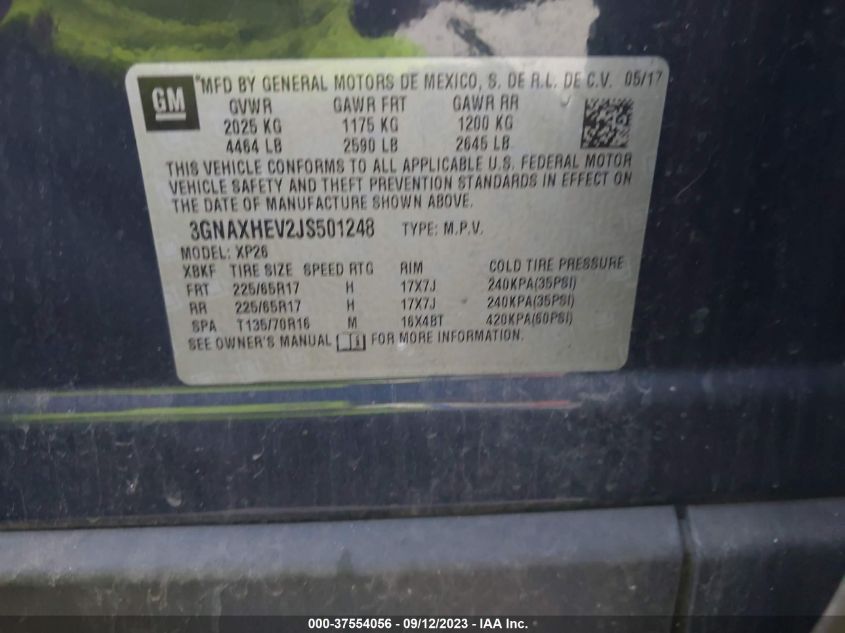 GM
*MFD BY GENERAL MOTORS DE MEXICO, S. DE R.L. DE C.V. 05/17
GVWR GAWR FRT GAWR RR
2025 KG 1175 KG 1200 KG
4464 LB 2590 LB 2645 LB
THIS VEHICLE CONFORMS TO ALL APPLICABLE U.S. FEDERAL MOTOR
VEHICLE SAFETY AND THEFT PREVENTION STANDARDS IN EFFECT ON
THE DATE OF MANUFACTURE SHOWN ABOVE.
3GNAXHEV2JS501248 TYPE: M.P.V.
MODEL: XP26
XBKF TIRE SIZE SPEED RTG RIM COLD TIRE PRESSURE
FRT 225/65R17 H 17X7J 240KPA(35PSI)
RR 225/65R17 H 17X7J 240KPA(35PSI)
SPA T135/70R16 M 16X4BT 420KPA(60PSI)
SEE OWNER'S MANUAL FOR MORE INFORMATION.
000-37554056 - 09/12/2023 - IAA Inc.